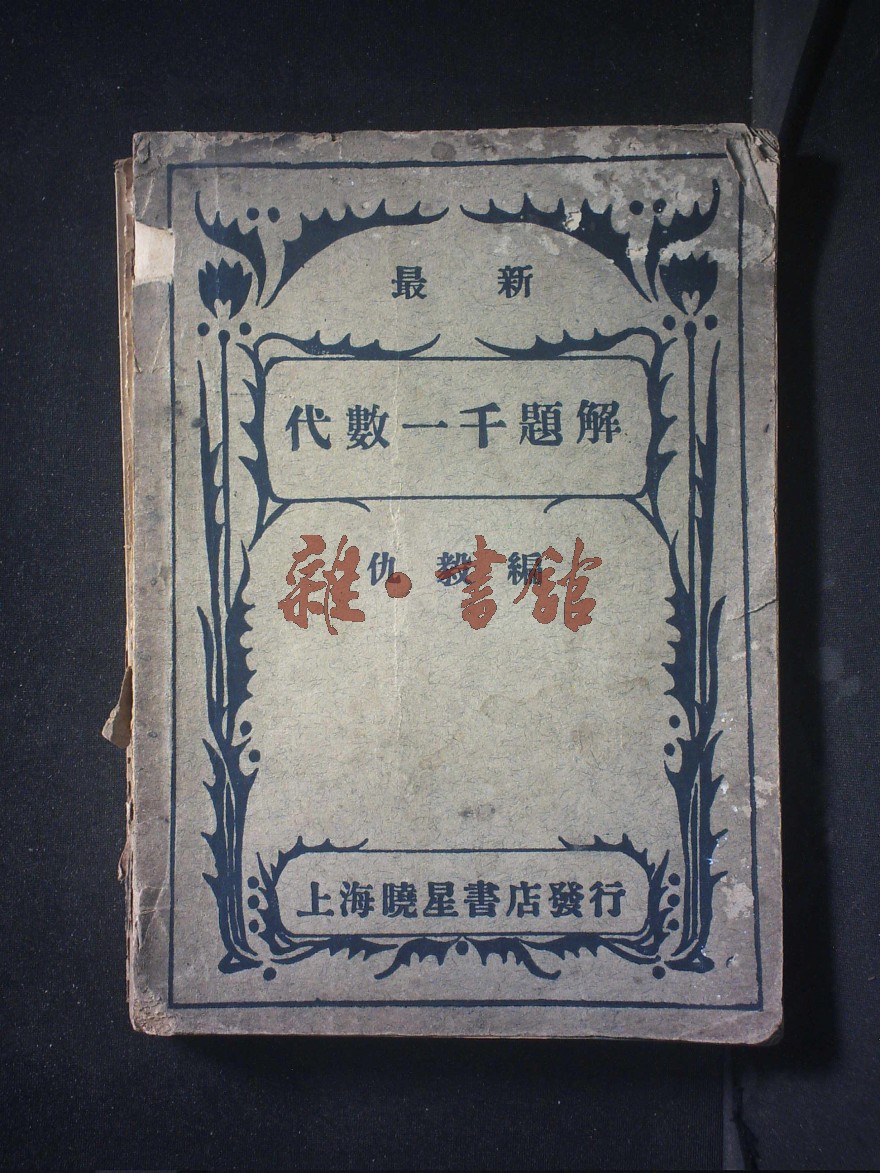 最新
代數一千題解
仇毅編
雜·書館
上海曉星書店發行